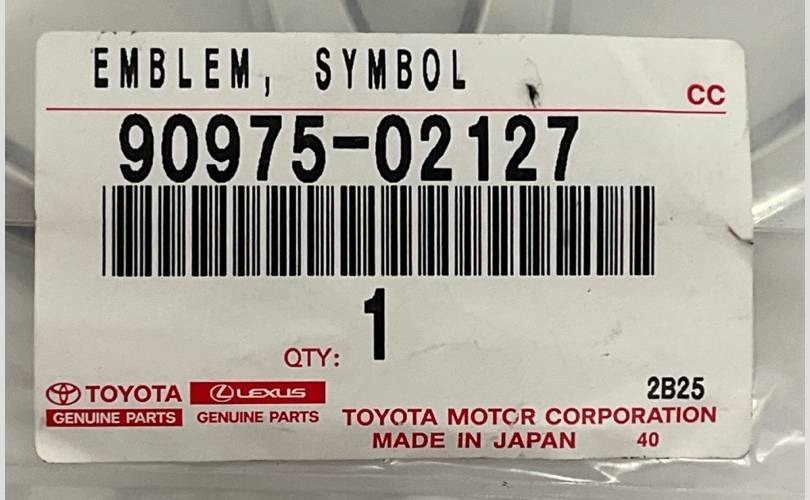 EMBLEM, SYMBOL
CC
90975-02127
QTY: 1
2B25
TOYOTA LEXUS
GENUINE PARTS GENUINE PARTS
TOYOTA MOTOR CORPORATION
MADE IN JAPAN 40